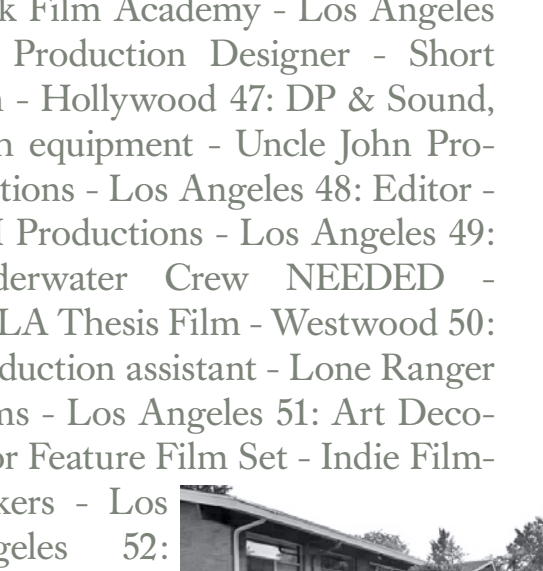 k Film Academy - Los Angeles
Production Designer - Short
- Hollywood 47: DP & Sound,
equipment - Uncle John Pro-
tions - Los Angeles 48: Editor -
Productions - Los Angeles 49:
derwater Crew NEEDED -
LA Thesis Film - Westwood 50:
duction assistant - Lone Ranger
ms - Los Angeles 51: Art Deco-
or Feature Film Set - Indie Film-
kers - Los
geles 52: